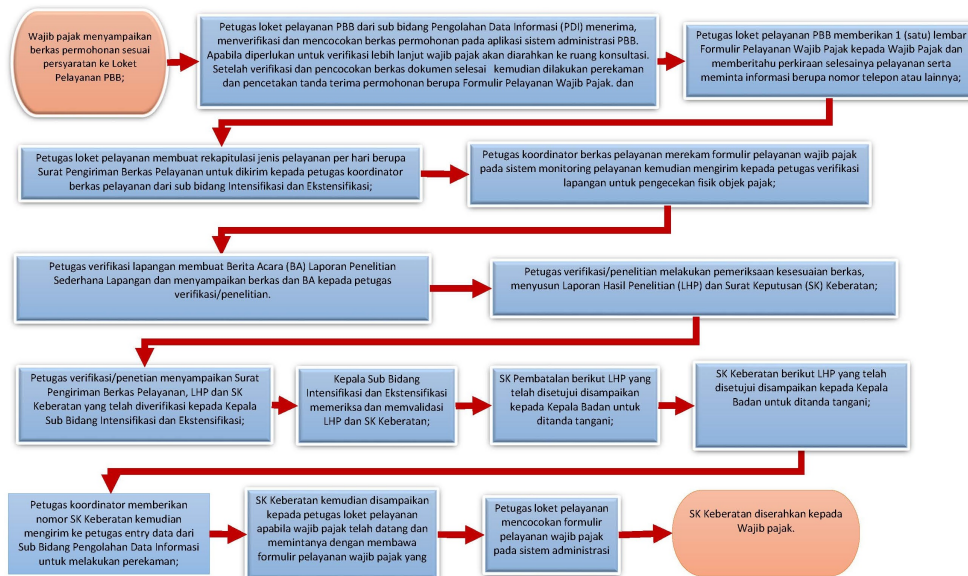 Wajib pajak menyampaikan
berkas permohonan sesuai
persyaratan ke Loket
Pelayanan PBB;
Petugas loket pelayanan PBB dari sub bidang Pengolahan Data Informasi (PDI) menerima,
menverifikasi dan mencocokan berkas permohonan pada aplikasi sistem administrasi PBB.
Apabila diperlukan untuk verifikasi lebih lanjut wajib pajak akan diarahkan ke ruang konsultasi.
Setelah verifikasi dan pencocokan berkas dokumen selesai kemudian dilakukan perekaman
dan pencetakan tanda terima permohonan berupa Formulir Pelayanan Wajib Pajak. dan
Petugas loket pelayanan PBB memberikan 1 (satu) lembar
Formulir Pelayanan Wajib Pajak kepada Wajib Pajak dan
memberitahu perkiraan selesainya pelayanan serta
meminta informasi berupa nomor telepon atau lainnya;
Petugas loket pelayanan membuat rekapitulasi jenis pelayanan per hari berupa
Surat Pengiriman Berkas Pelayanan untuk dikirim kepada petugas koordinator
berkas pelayanan dari sub bidang Intensifikasi dan Ekstensifikasi;
Petugas koordinator berkas pelayanan merekam formulir pelayanan wajib pajak
pada sistem monitoring pelayanan kemudian mengirim kepada petugas verifikasi
lapangan untuk pengecekan fisik objek pajak;
Petugas verifikasi lapangan membuat Berita Acara (BA) Laporan Penelitian
Sederhana Lapangan dan menyampaikan berkas dan BA kepada petugas
verifikasi/penelitian.
Petugas verifikasi/penelitian melakukan pemeriksaan kesesuaian berkas,
menyusun Laporan Hasil Penelitian (LHP) dan Surat Keputusan (SK) Keberatan;
Petugas verifikasi/penetian menyampaikan Surat
Pengiriman Berkas Pelayanan, LHP dan SK
Keberatan yang telah diverifikasi kepada Kepala
Sub Bidang Intensifikasi dan Ekstensifikasi;
Kepala Sub Bidang
Intensifikasi dan Ekstensifikasi
memeriksa dan memvalidasi
LHP dan SK Keberatan;
SK Pembatalan berikut LHP yang
telah disetujui disampaikan
kepada Kepala Badan untuk
ditanda tangani;
SK Keberatan berikut LHP yang telah
disetujui disampaikan kepada Kepala
Badan untuk ditanda tangani;
Petugas koordinator memberikan
nomor SK Keberatan kemudian
mengirim ke petugas entry data dari
Sub Bidang Pengolahan Data Informasi
untuk melakukan perekaman;
SK Keberatan kemudian disampaikan
kepada petugas loket pelayanan
apabila wajib pajak telah datang dan
memintanya dengan membawa
formulir pelayanan wajib pajak yang
Petugas loket pelayanan
mencocokan formulir
pelayanan wajib pajak
pada sistem administrasi
SK Keberatan diserahkan kepada
Wajib pajak.